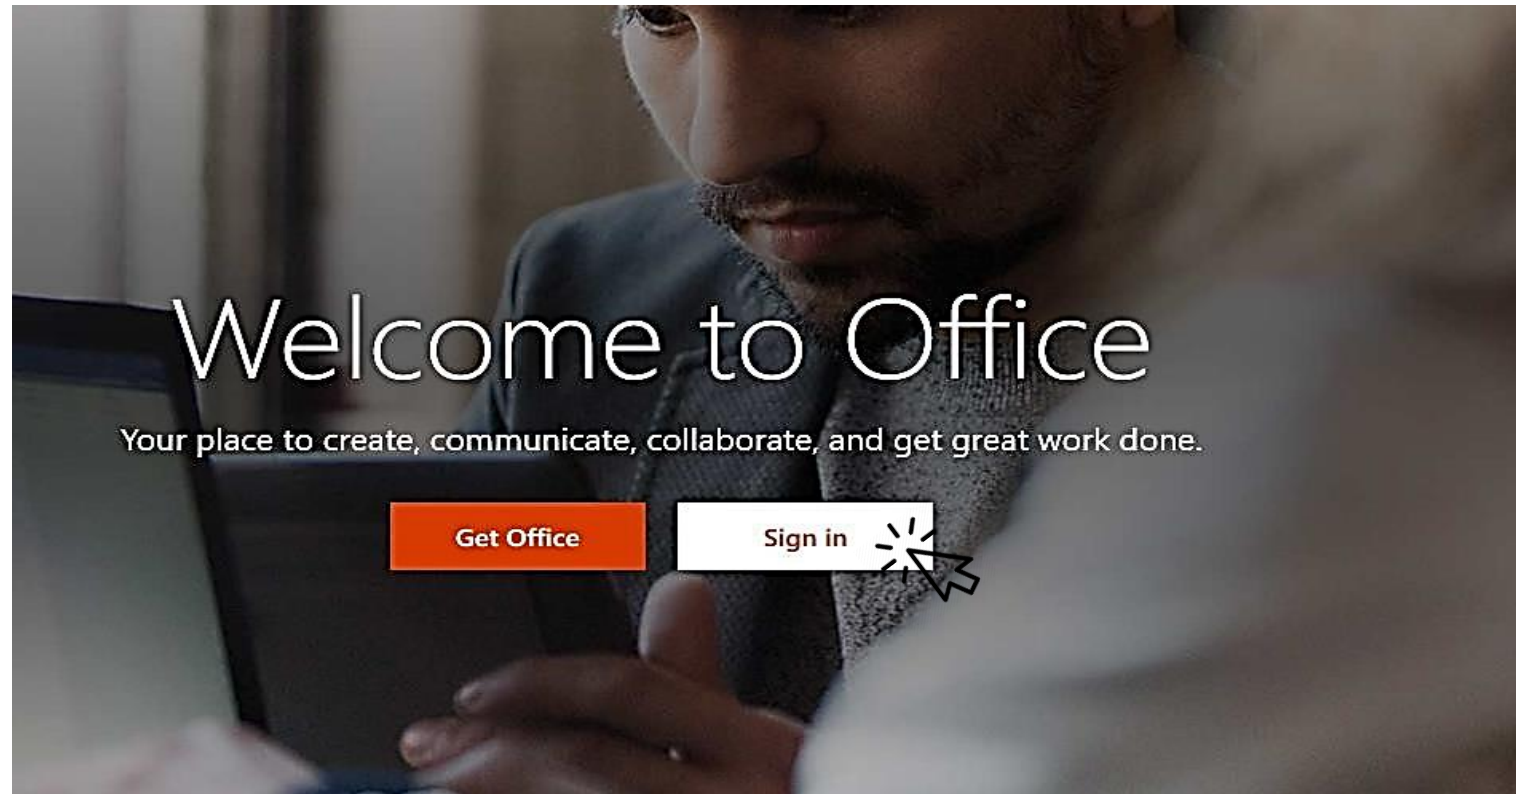 Welcome to Office
Your place to create, communicate, collaborate, and get great work done.
Get Office
Sign in